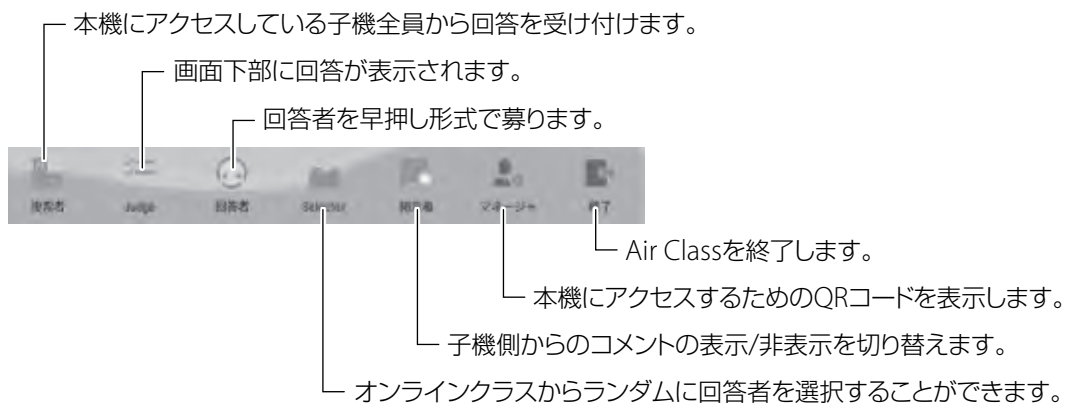 本機にアクセスしている子機全員から回答を受け付けます。
画面下部に回答が表示されます。
回答者を早押し形式で募ります。
Judge 回答者 Selector マネージャ 終了
Air Classを終了します。
本機にアクセスするためのQRコードを表示します。
子機側からのコメントの表示/非表示を切り替えます。
オンラインクラスからランダムに回答者を選択することができます。